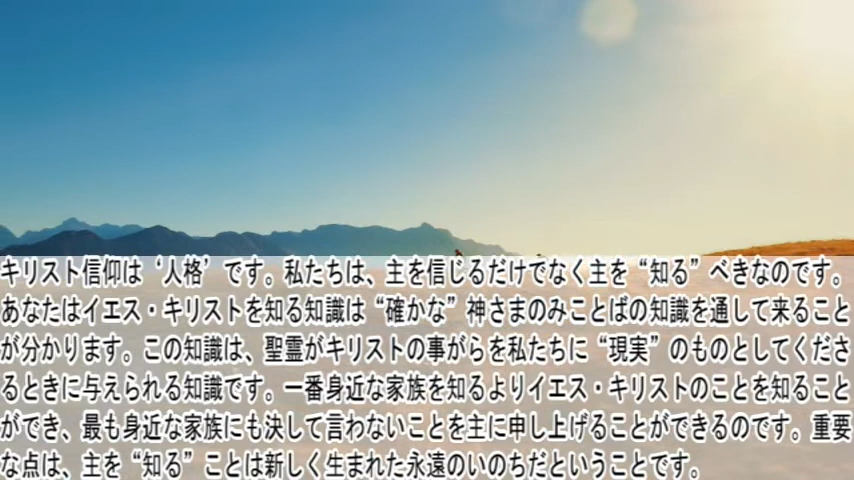 キリスト信仰は‘人格’です。私たちは、主を信じるだけでなく主を“知る”べきなのです。
あなたはイエス・キリストを知る知識は“確かな”神さまのみことばの知識を通して来ること
が分かります。この知識は、聖霊がキリストの事がらを私たちに“現実”のものとしてくださ
るときに与えられる知識です。一番身近な家族を知るよりイエス・キリストのことを知ること
ができ、最も身近な家族にも決して言わないことを主に申し上げることができるのです。重要
な点は、主を“知る”ことは新しく生まれた永遠のいのちだということです。